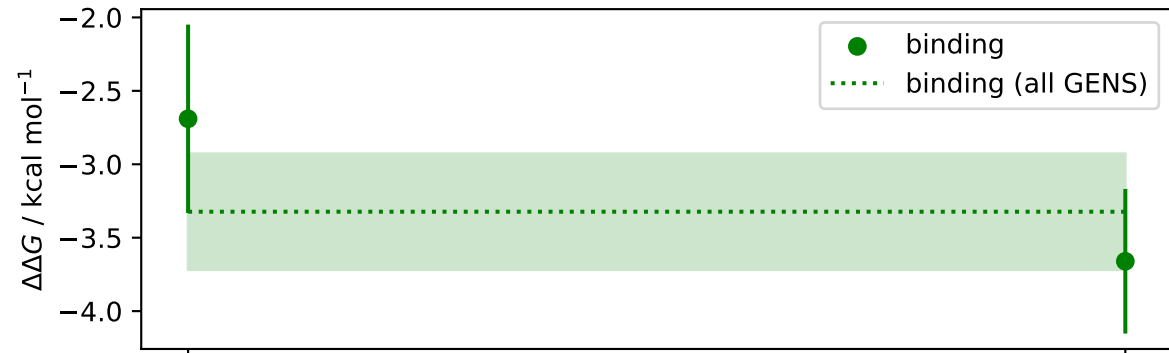 −2.0
−2.5
−3.0
−3.5
−4.0
ΔΔG / kcal mol⁻¹
binding
binding (all GENS)